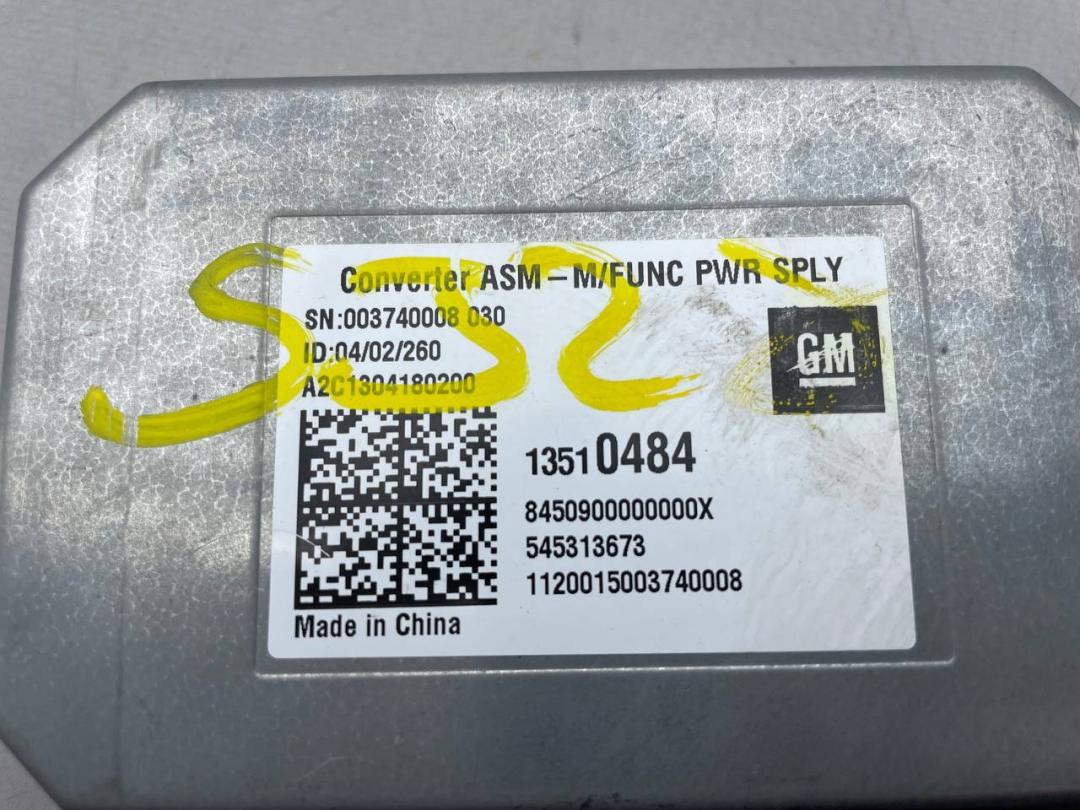 Converter ASM – M/FUNC PWR SPLY
SN:003740008 030
ID:04/02/260
A2C1304180200
GM
13510484
8450900000000X
545313673
1120015003740008
Made in China